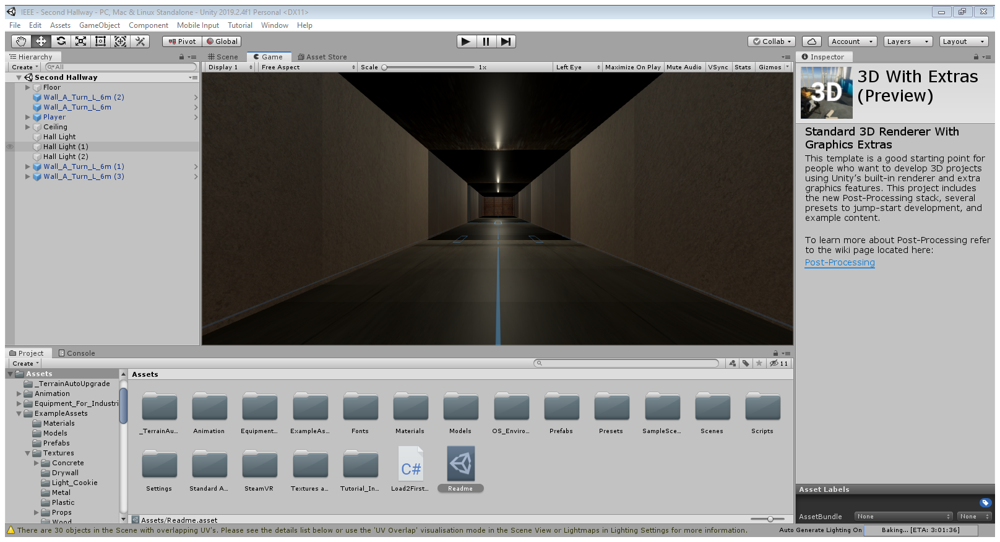 IEEE - Second Hallway - PC, Mac & Linux Standalone - Unity 2019.2.4f1 Personal <DX11>
File Edit Assets GameObject Component Mobile Input Tutorial Window Help
Pivot Global Collab Account Layers Layout
Hierarchy
Create All
Second Hallway
Floor
Wall_A_Turn_L_6m (2)
Wall_A_Turn_L_6m
Player
Ceiling
Hall Light
Hall Light (1)
Hall Light (2)
Wall_A_Turn_L_6m (1)
Wall_A_Turn_L_6m (3)
Scene Game Asset Store
Display 1 Free Aspect Scale 1x Left Eye Maximize On Play Mute Audio VSync Stats Gizmos
Inspector
3D
3D With Extras
(Preview)
Standard 3D Renderer With
Graphics Extras
This template is a good starting point for
people who want to develop 3D projects
using Unity's built-in renderer and extra
graphics features. This project includes
the new Post-Processing stack, several
presets to jump-start development, and
example content.
To learn more about Post-Processing refer
to the wiki page located here:
Post-Processing
Project Console
Create 11
Assets
_TerrainAutoUpgrade
Animation
Equipment_For_Industri
ExampleAssets
Materials
Models
Prefabs
Textures
Concrete
Drywall
Light_Cookie
Metal
Plastic
Props
Wood
Assets
_TerrainAu... Animation Equipment... ExampleAs... Fonts Materials Models OS_Enviro... Prefabs Presets SampleSce... Scenes Scripts
C#
Settings Standard A... SteamVR Textures a... Tutorial_In... Load2First... Readme
Assets/Readme.asset
Asset Labels
AssetBundle None None
There are 30 objects in the Scene with overlapping UV's. Please see the details list below or use the 'UV Overlap' visualisation mode in the Scene View or Lightmaps in Lighting Settings for more information.
Auto Generate Lighting On Baking... [ETA: 3:01:36]